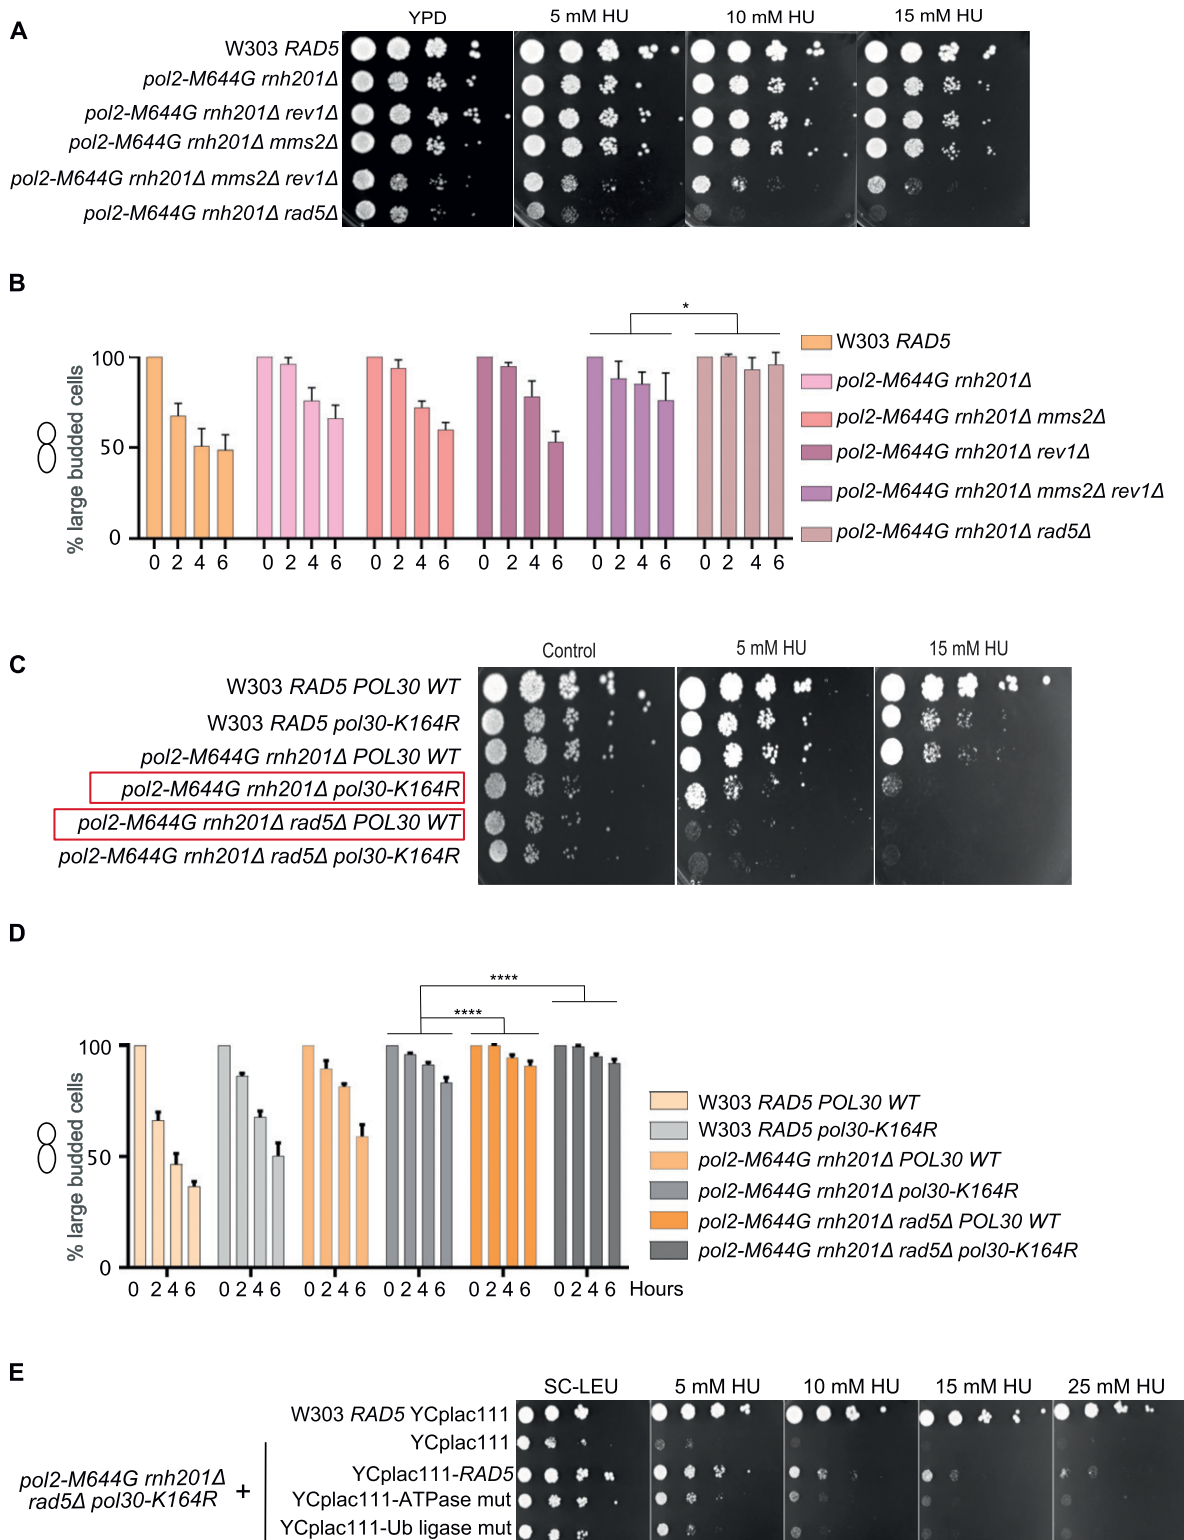 A
YPD 5 mM HU 10 mM HU 15 mM HU
W303 RAD5
pol2-M644G rnh201Δ
pol2-M644G rnh201Δ rev1Δ
pol2-M644G rnh201Δ mms2Δ
pol2-M644G rnh201Δ mms2Δ rev1Δ
pol2-M644G rnh201Δ rad5Δ
B
*
% large budded cells
100
50
0
0 2 4 6 0 2 4 6 0 2 4 6 0 2 4 6 0 2 4 6 0 2 4 6
W303 RAD5
pol2-M644G rnh201Δ
pol2-M644G rnh201Δ mms2Δ
pol2-M644G rnh201Δ rev1Δ
pol2-M644G rnh201Δ mms2Δ rev1Δ
pol2-M644G rnh201Δ rad5Δ
C
Control 5 mM HU 15 mM HU
W303 RAD5 POL30 WT
W303 RAD5 pol30-K164R
pol2-M644G rnh201Δ POL30 WT
pol2-M644G rnh201Δ pol30-K164R
pol2-M644G rnh201Δ rad5Δ POL30 WT
pol2-M644G rnh201Δ rad5Δ pol30-K164R
D
****
****
% large budded cells
100
50
0
0 2 4 6 0 2 4 6 0 2 4 6 0 2 4 6 0 2 4 6 0 2 4 6 Hours
W303 RAD5 POL30 WT
W303 RAD5 pol30-K164R
pol2-M644G rnh201Δ POL30 WT
pol2-M644G rnh201Δ pol30-K164R
pol2-M644G rnh201Δ rad5Δ POL30 WT
pol2-M644G rnh201Δ rad5Δ pol30-K164R
E
SC-LEU 5 mM HU 10 mM HU 15 mM HU 25 mM HU
W303 RAD5 YCplac111
YCplac111
pol2-M644G rnh201Δ
rad5Δ pol30-K164R +
YCplac111-RAD5
YCplac111-ATPase mut
YCplac111-Ub ligase mut